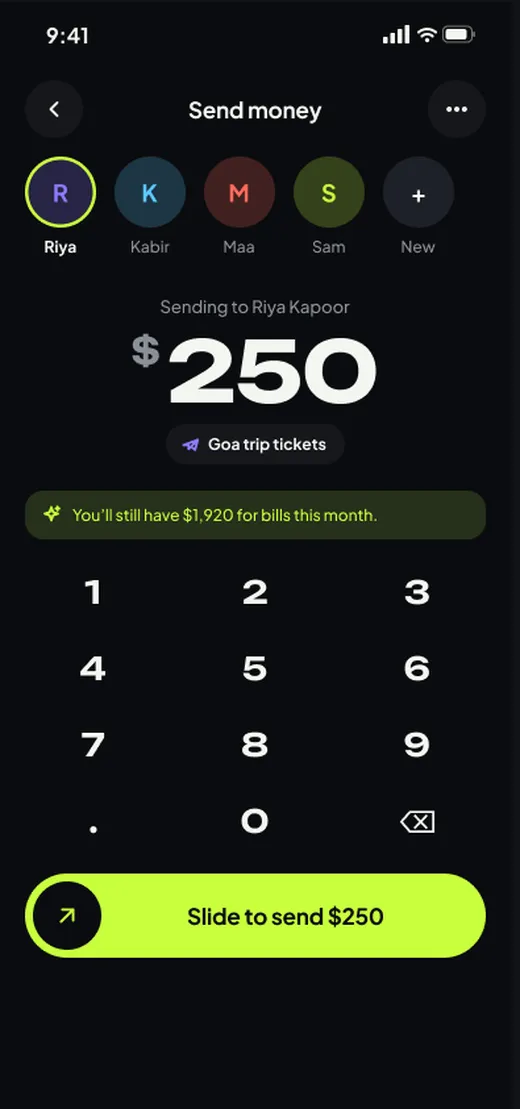 9:41
Send money
R K M S +
Riya Kabir Maa Sam New
Sending to Riya Kapoor
$250
Goa trip tickets
You’ll still have $1,920 for bills this month.
1 2 3
4 5 6
7 8 9
. 0
Slide to send $250